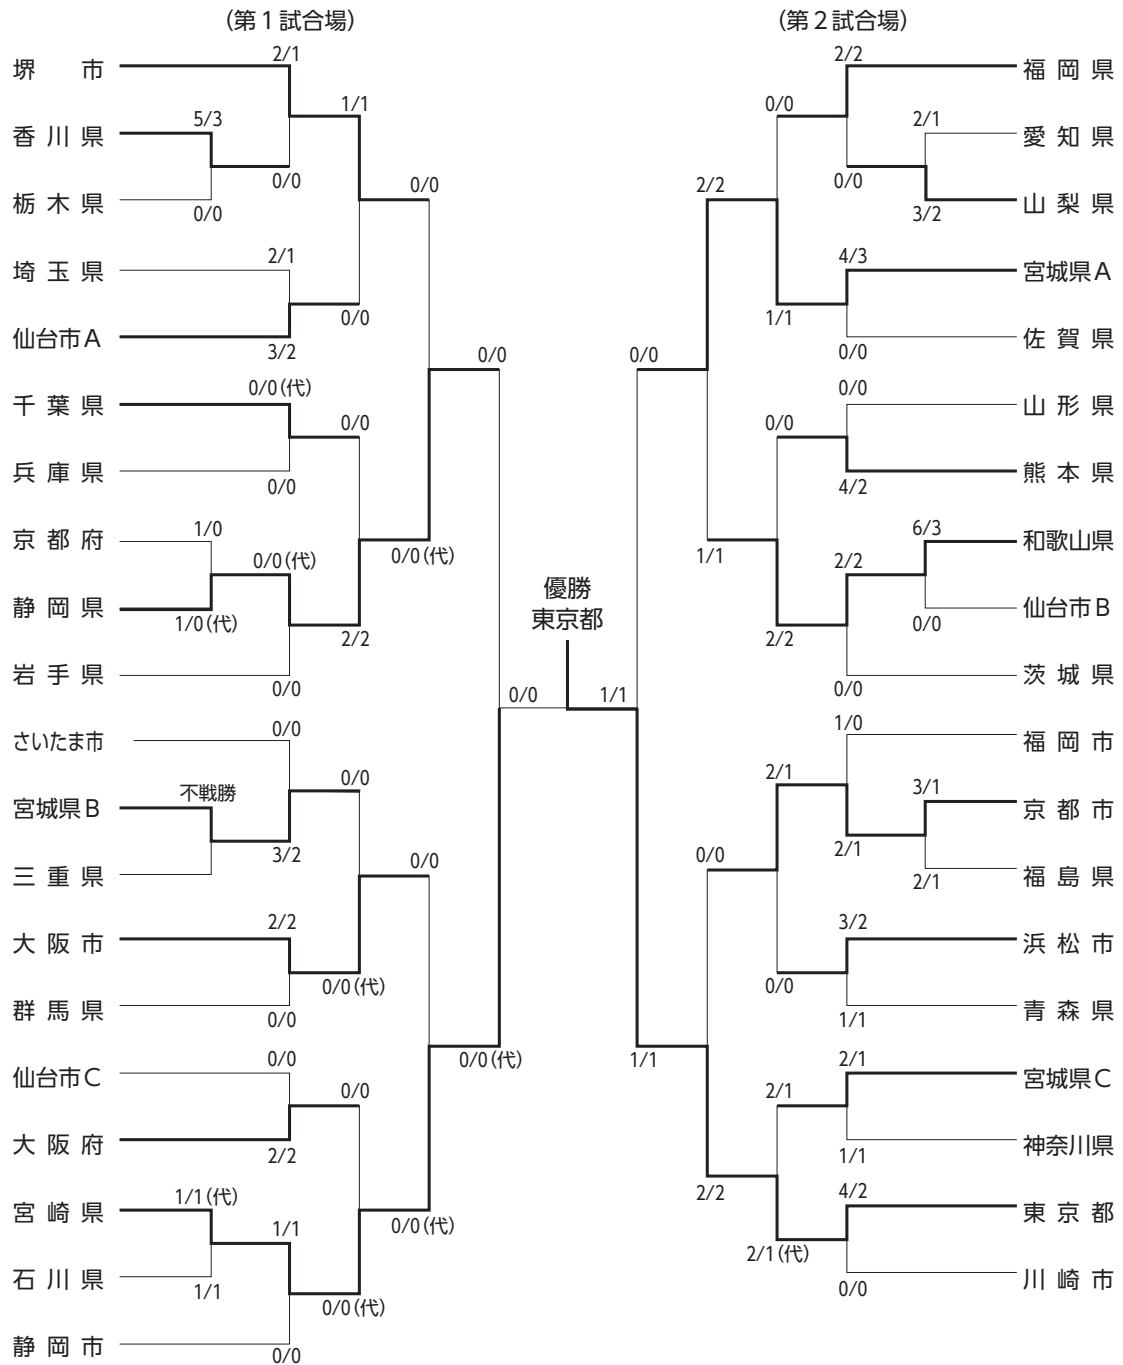 (第1試合場)
(第2試合場)
堺市
2/1
香川県
5/3
1/1
0/0
栃木県
0/0
0/0
埼玉県
2/1
0/0
仙台市A
3/2
0/0
千葉県
0/0(代)
0/0
兵庫県
0/0
京都府
1/0
0/0(代)
0/0(代)
静岡県
1/0(代)
2/2
岩手県
0/0
さいたま市
0/0
0/0
宮城県B
不戦勝
3/2
三重県
0/0
大阪市
2/2
0/0(代)
群馬県
0/0
仙台市C
0/0
0/0
0/0(代)
大阪府
2/2
宮崎県
1/1(代)
1/1
0/0(代)
石川県
1/1
0/0(代)
静岡市
0/0
優勝
東京都
0/0
1/1
2/2
福岡県
0/0
2/1
愛知県
0/0
2/2
3/2
山梨県
4/3
宮城県A
1/1
0/0
佐賀県
0/0
0/0
山形県
0/0
4/2
熊本県
6/3
和歌山県
1/1
2/2
仙台市B
0/0
2/2
茨城県
0/0
1/0
福岡市
2/1
3/1
京都市
2/1
0/0
2/1
福島県
3/2
浜松市
0/0
1/1
青森県
1/1
2/1
宮城県C
2/1
1/1
神奈川県
2/2
4/2
東京都
2/1(代)
0/0
川崎市